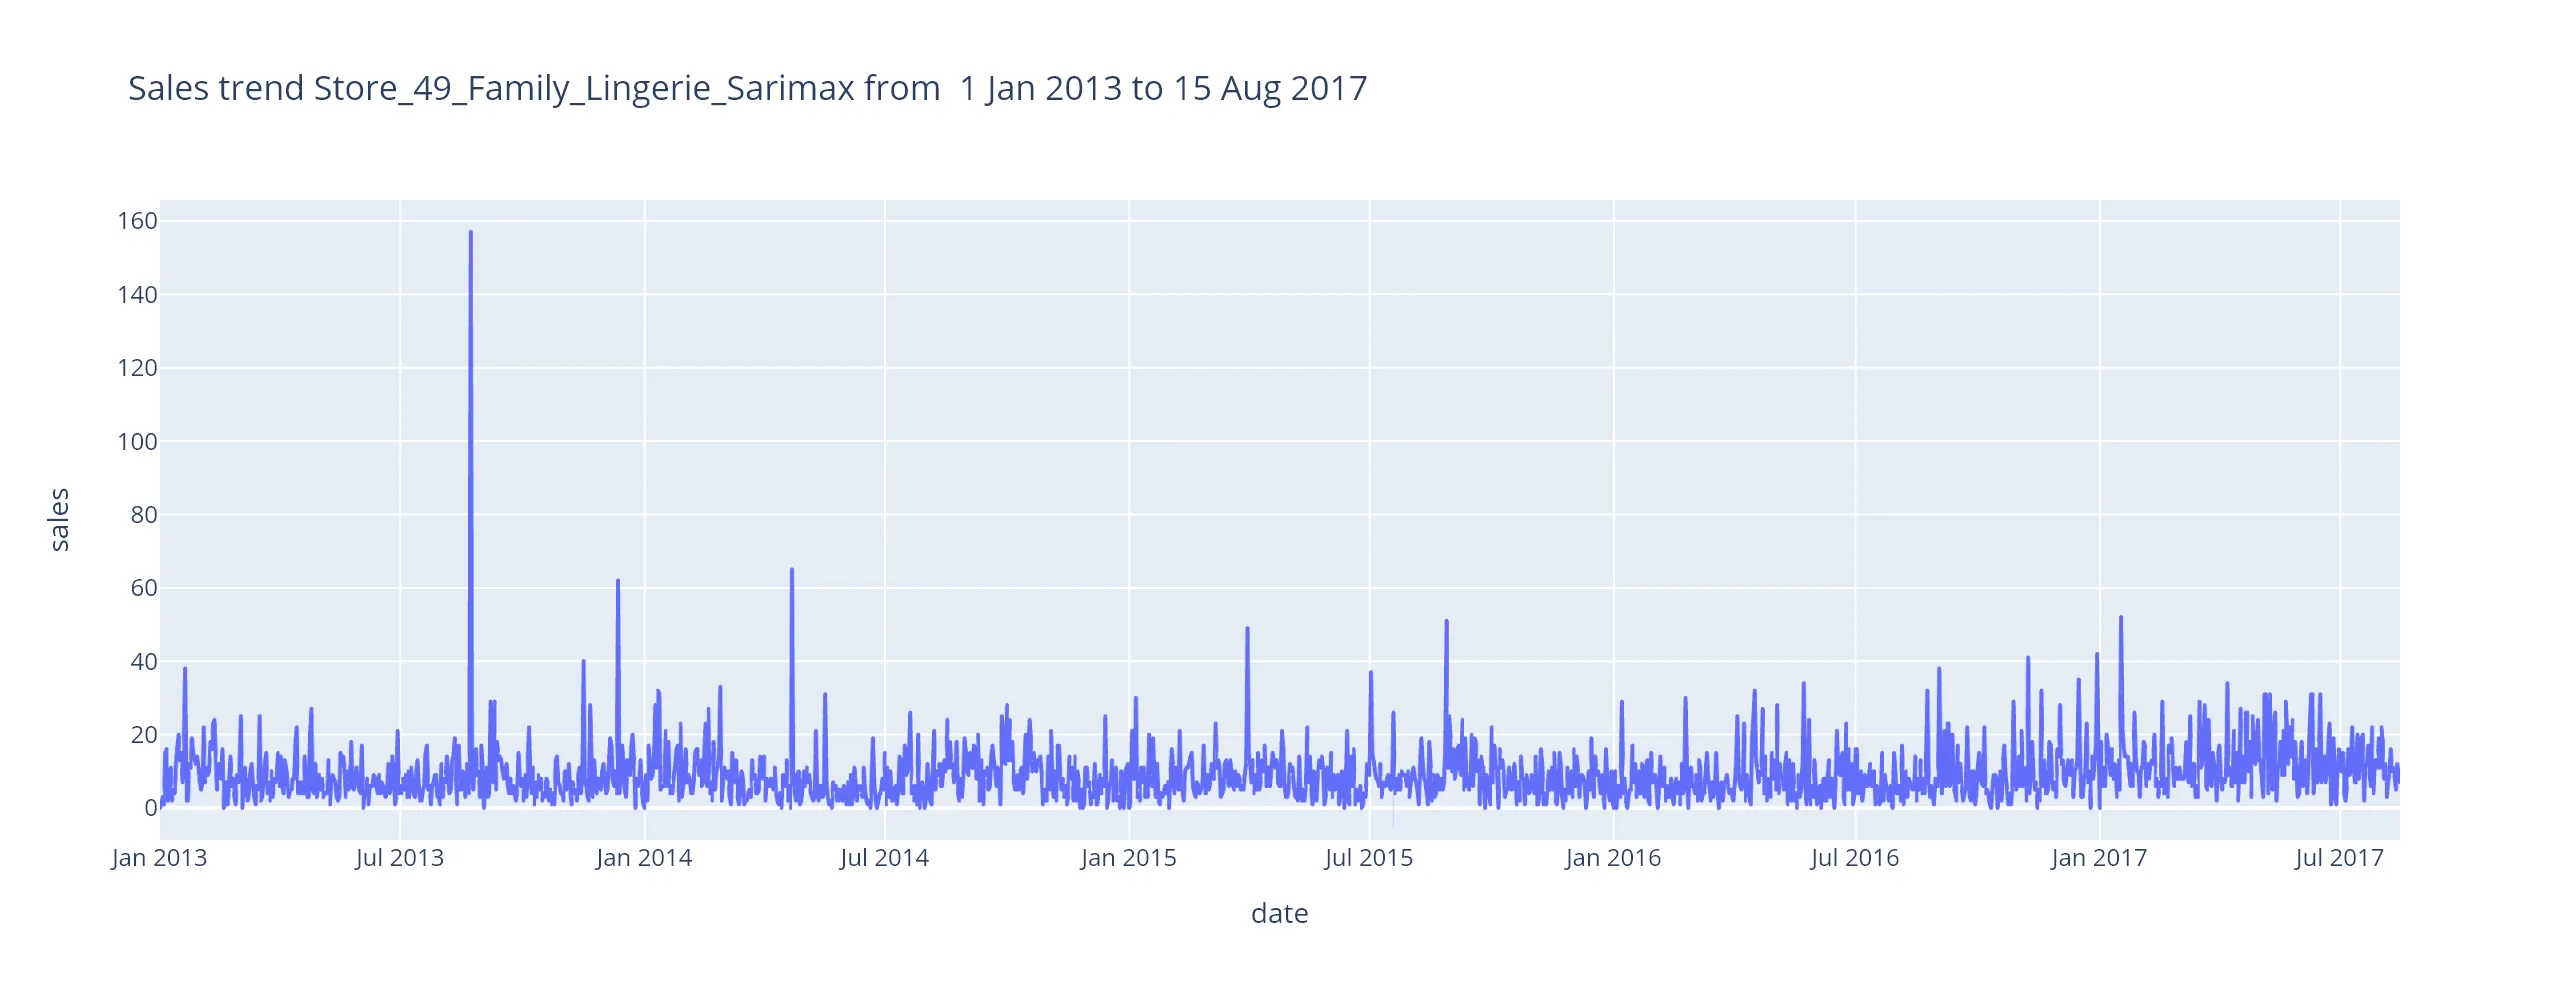 Sales trend Store_49_Family_Lingerie_Sarimax from  1 Jan 2013 to 15 Aug 2017
160
140
120
100
80
60
40
20
0
sales
Jan 2013 Jul 2013 Jan 2014 Jul 2014 Jan 2015 Jul 2015 Jan 2016 Jul 2016 Jan 2017 Jul 2017
date